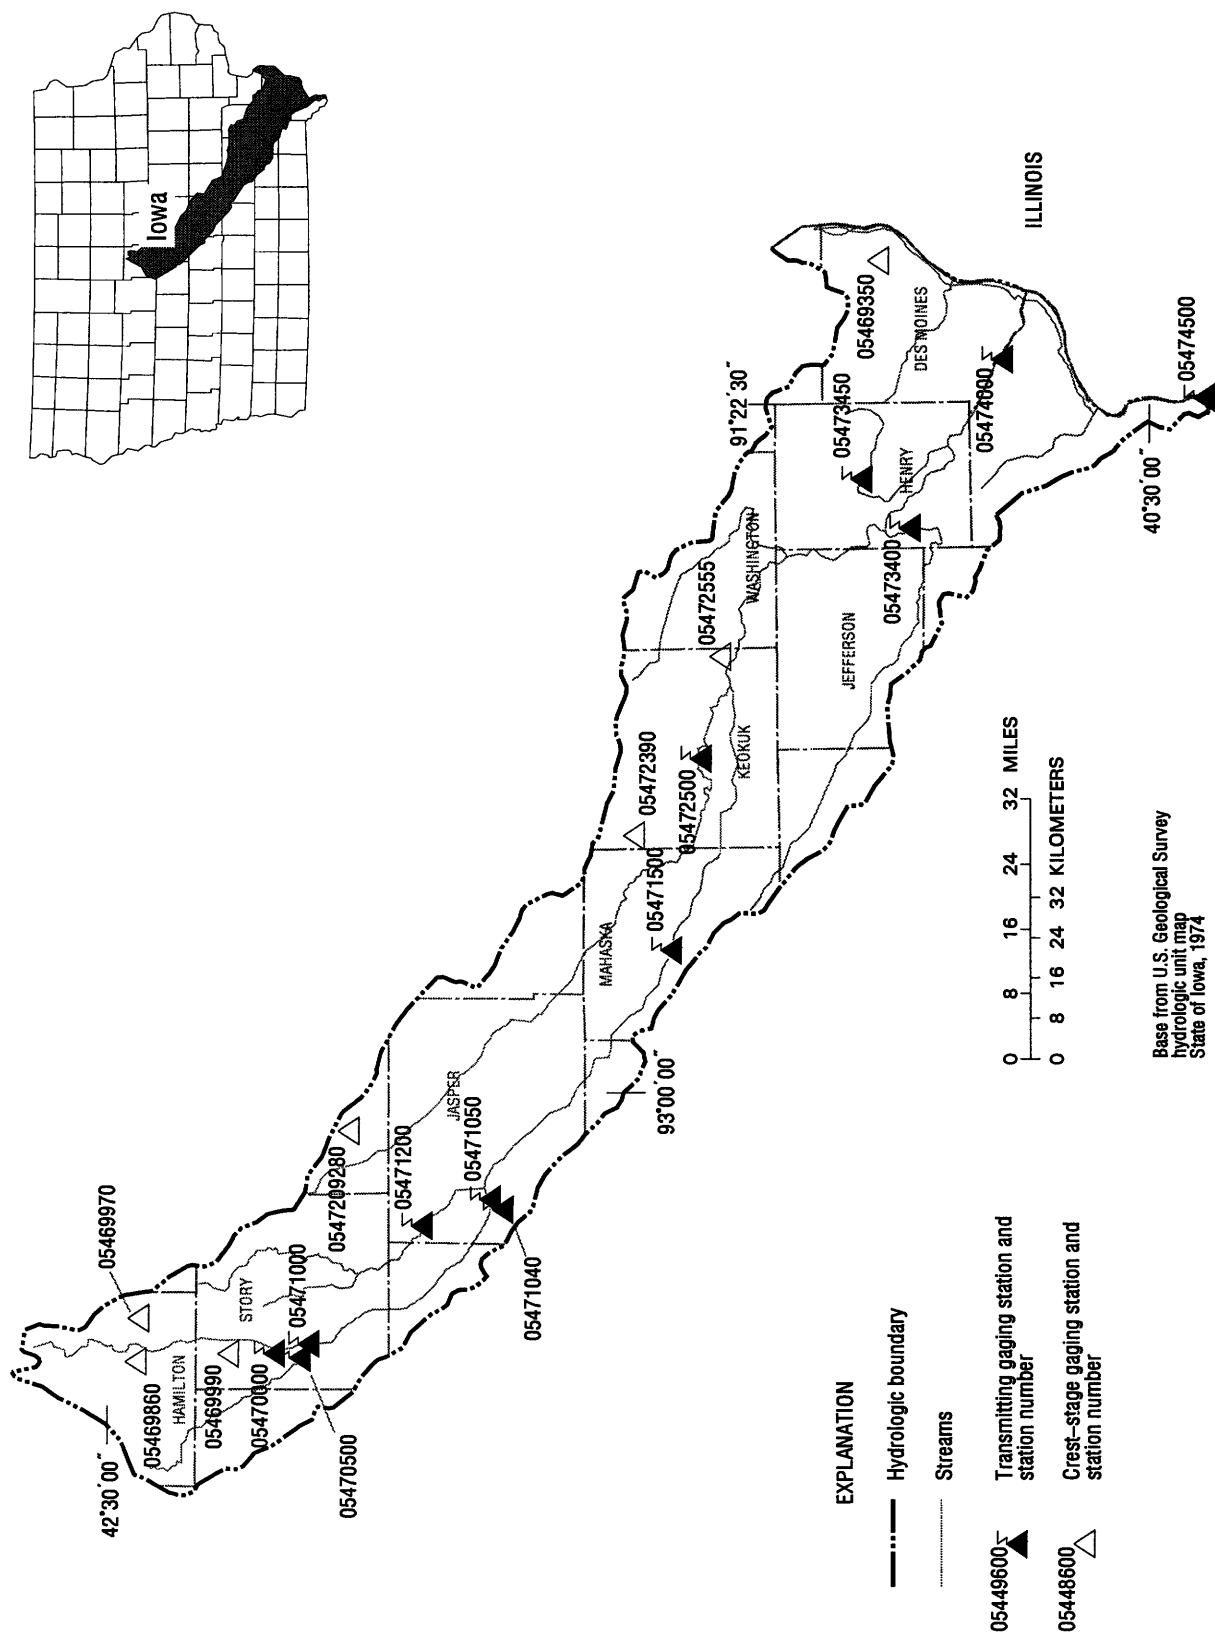 Iowa
ILLINOIS
05469970
42°30′00″
05469860
HAMILTON
05469990
STORY
05470000
05471000
05470500
0547209280
05471200
JASPER
05471050
05471040
93°00′00″
MAHASKA
05471500
05472390
05472500
KEOKUK
05472555
WASHINGTON
JEFFERSON
91°22′30″
05473450
HENRY
05473400
05469350
DES MOINES
05474000
05474500
40°30′00″
0 8 16 24 32 MILES
0 8 16 24 32 KILOMETERS
EXPLANATION
Hydrologic boundary
Streams
05449600
Transmitting gaging station and
station number
05448600
Crest–stage gaging station and
station number
Base from U.S. Geological Survey
hydrologic unit map
State of Iowa, 1974